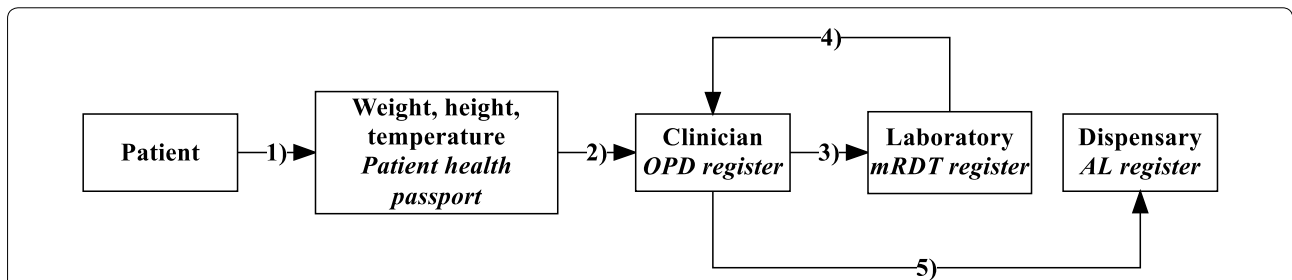 4)
Patient
1)
Weight, height,
temperature
Patient health
passport
2)
Clinician
OPD register
3)
Laboratory
mRDT register
Dispensary
AL register
5)